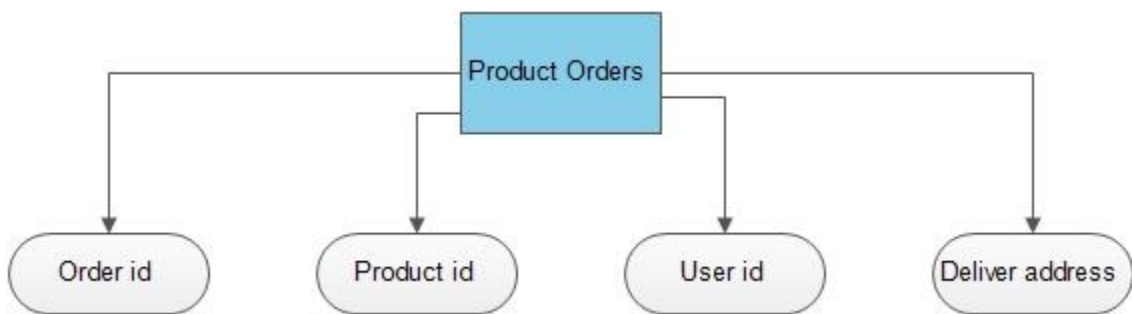 Product Orders
Order id
Product id
User id
Deliver address